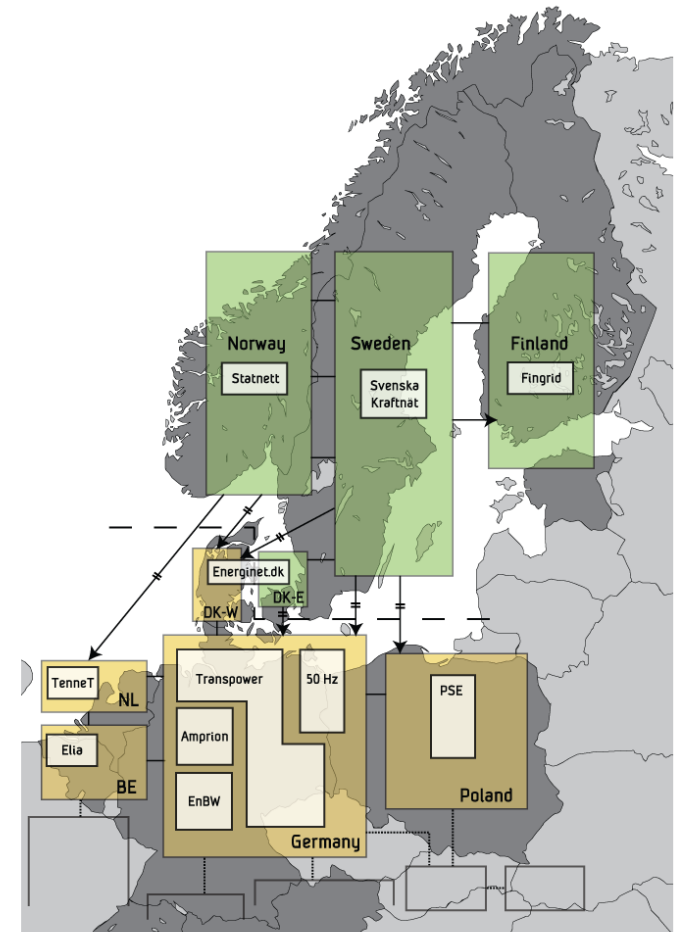 Norway
Sweden
Finland
Statnett
Svenska
Kraftnat
Fingrid
Energinet.dk
DK-W
DK-E
TenneT
NL
Transpower
50 Hz
PSE
Elia
BE
Amprion
EnBW
Poland
Germany